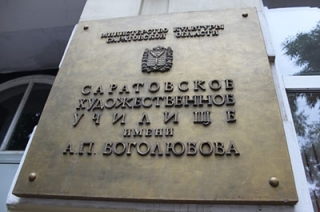 МИНИСТЕРСТВО КУЛЬТУРЫ
САРАТОВСКОЙ ОБЛАСТИ
САРАТОВСКОЕ
ХУДОЖЕСТВЕННОЕ
УЧИЛИЩЕ
ИМЕНИ
А.П. БОГОЛЮБОВА